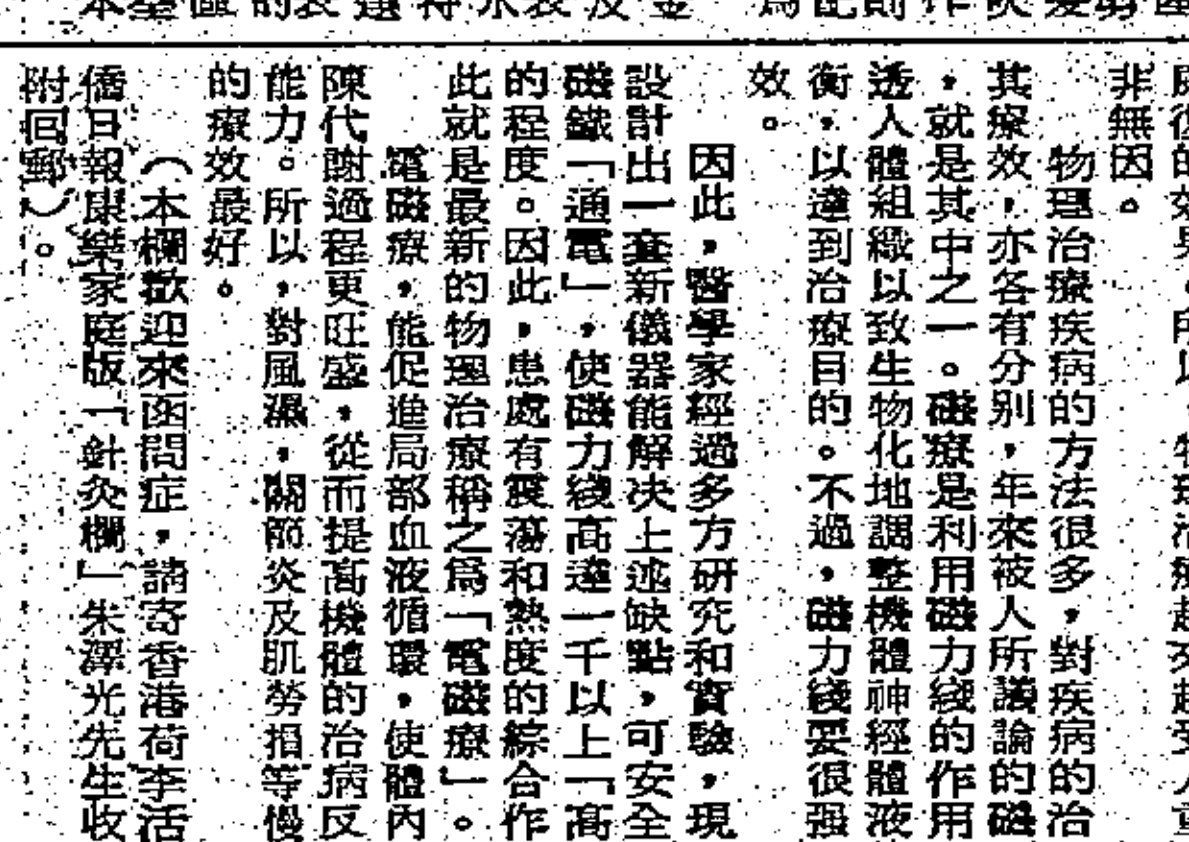 非無因。
物理治療疾病的方法很多，對疾病的治
其療效，亦各有分別，年來被人所議論的磁
，就是其中之一。磁療是利用磁力綫的作用
透人體組織以致生物化地調整機體神經體液
衡，以達到治療目的。不過，磁力綫要很强
效。
因此，醫學家經過多方研究和實驗，現
設計出一套新儀器能解决上述缺點，可安全
磁鐵「通電」，使磁力綫高達一千以上「高
的程度。因此，患處有震蕩和熱度的綜合作
此就是最新的物理治療稱之爲「電磁療」。
電磁療，能促進局部血液循環，使體內
陳代謝過程更旺盛，從而提高機體的治病反
能力。所以，對風濕，關節炎及肌勞損等慢
的療效最好。
（本欄歡迎來函問症，請寄香港荷李活
僑日報康樂家庭版「針灸欄」朱澤光先生收
附回郵）。